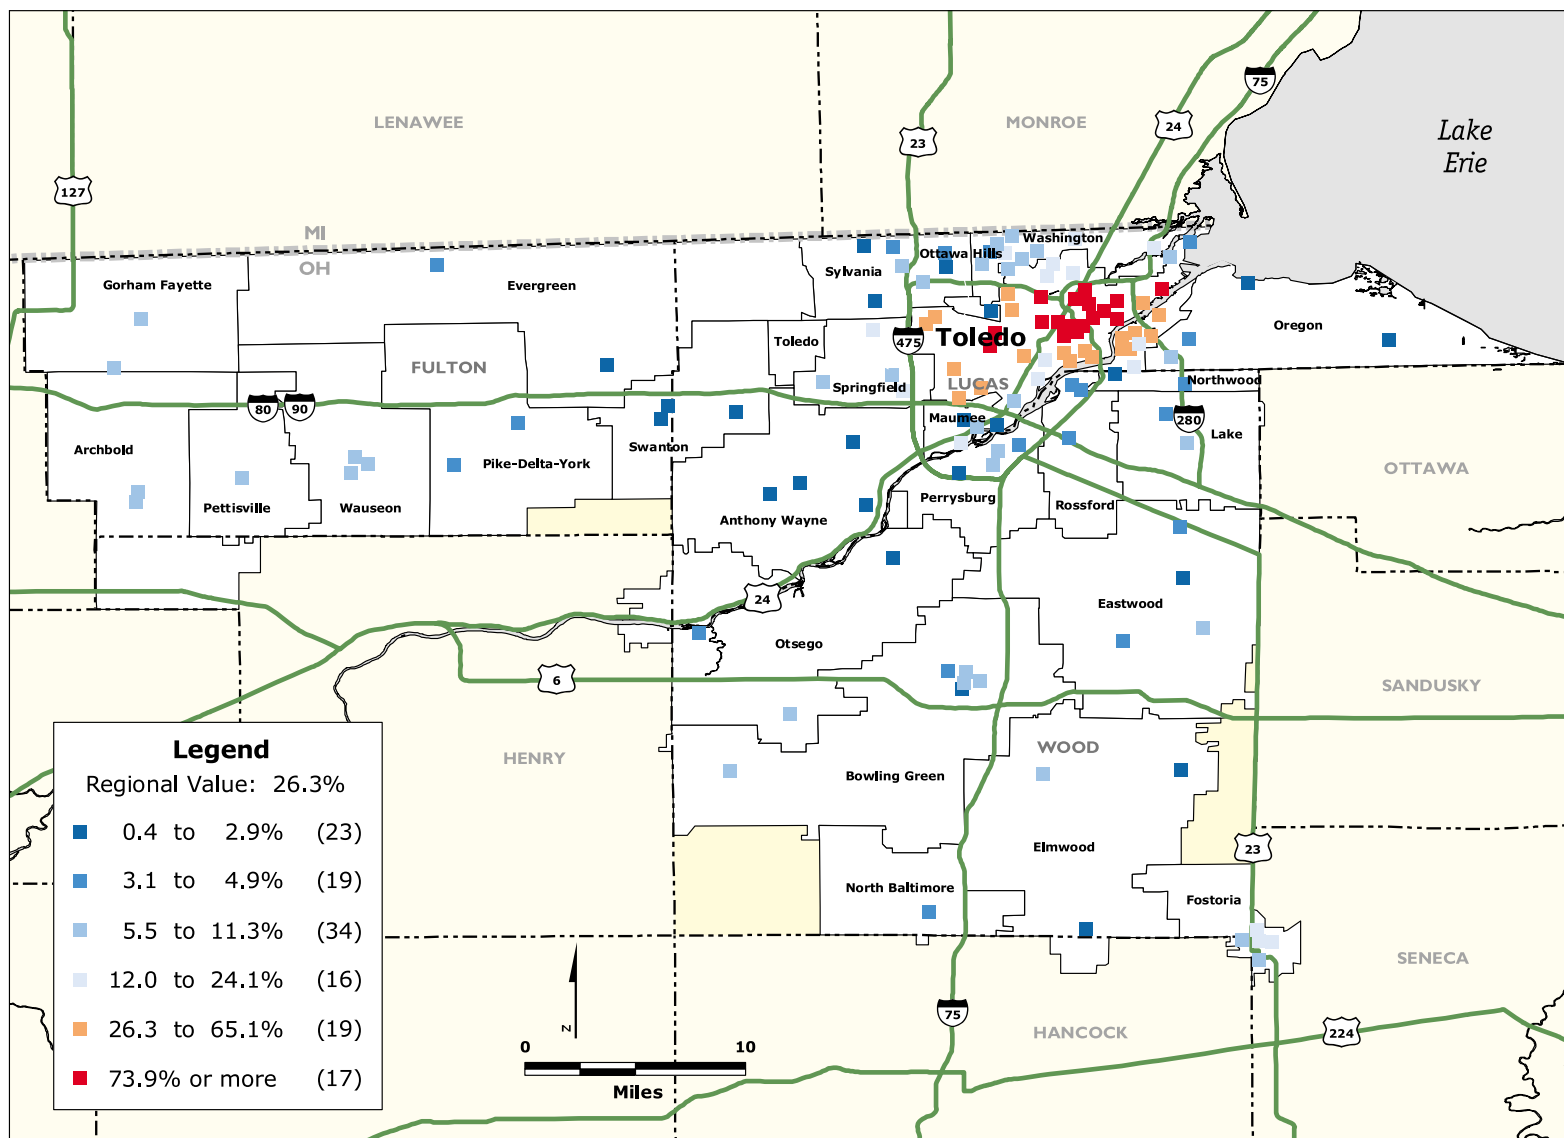 LENAWEE
MONROE
Lake
Erie
75
24
23
127
MI
OH
Washington
Ottawa Hills
Sylvania
Gorham Fayette
Evergreen
Oregon
Toledo
475
Toledo
FULTON
LUCAS
Springfield
Northwood
80
90
Maumee
280
Lake
Archbold
Swanton
Pike-Delta-York
OTTAWA
Pettisville
Wauseon
Perrysburg
Rossford
Anthony Wayne
24
Eastwood
Otsego
6
SANDUSKY
HENRY
WOOD
Bowling Green
Elmwood
23
North Baltimore
Fostoria
SENECA
75
HANCOCK
224
Legend
Regional Value: 26.3%
0.4 to 2.9% (23)
3.1 to 4.9% (19)
5.5 to 11.3% (34)
12.0 to 24.1% (16)
26.3 to 65.1% (19)
73.9% or more (17)
N
0 10
Miles